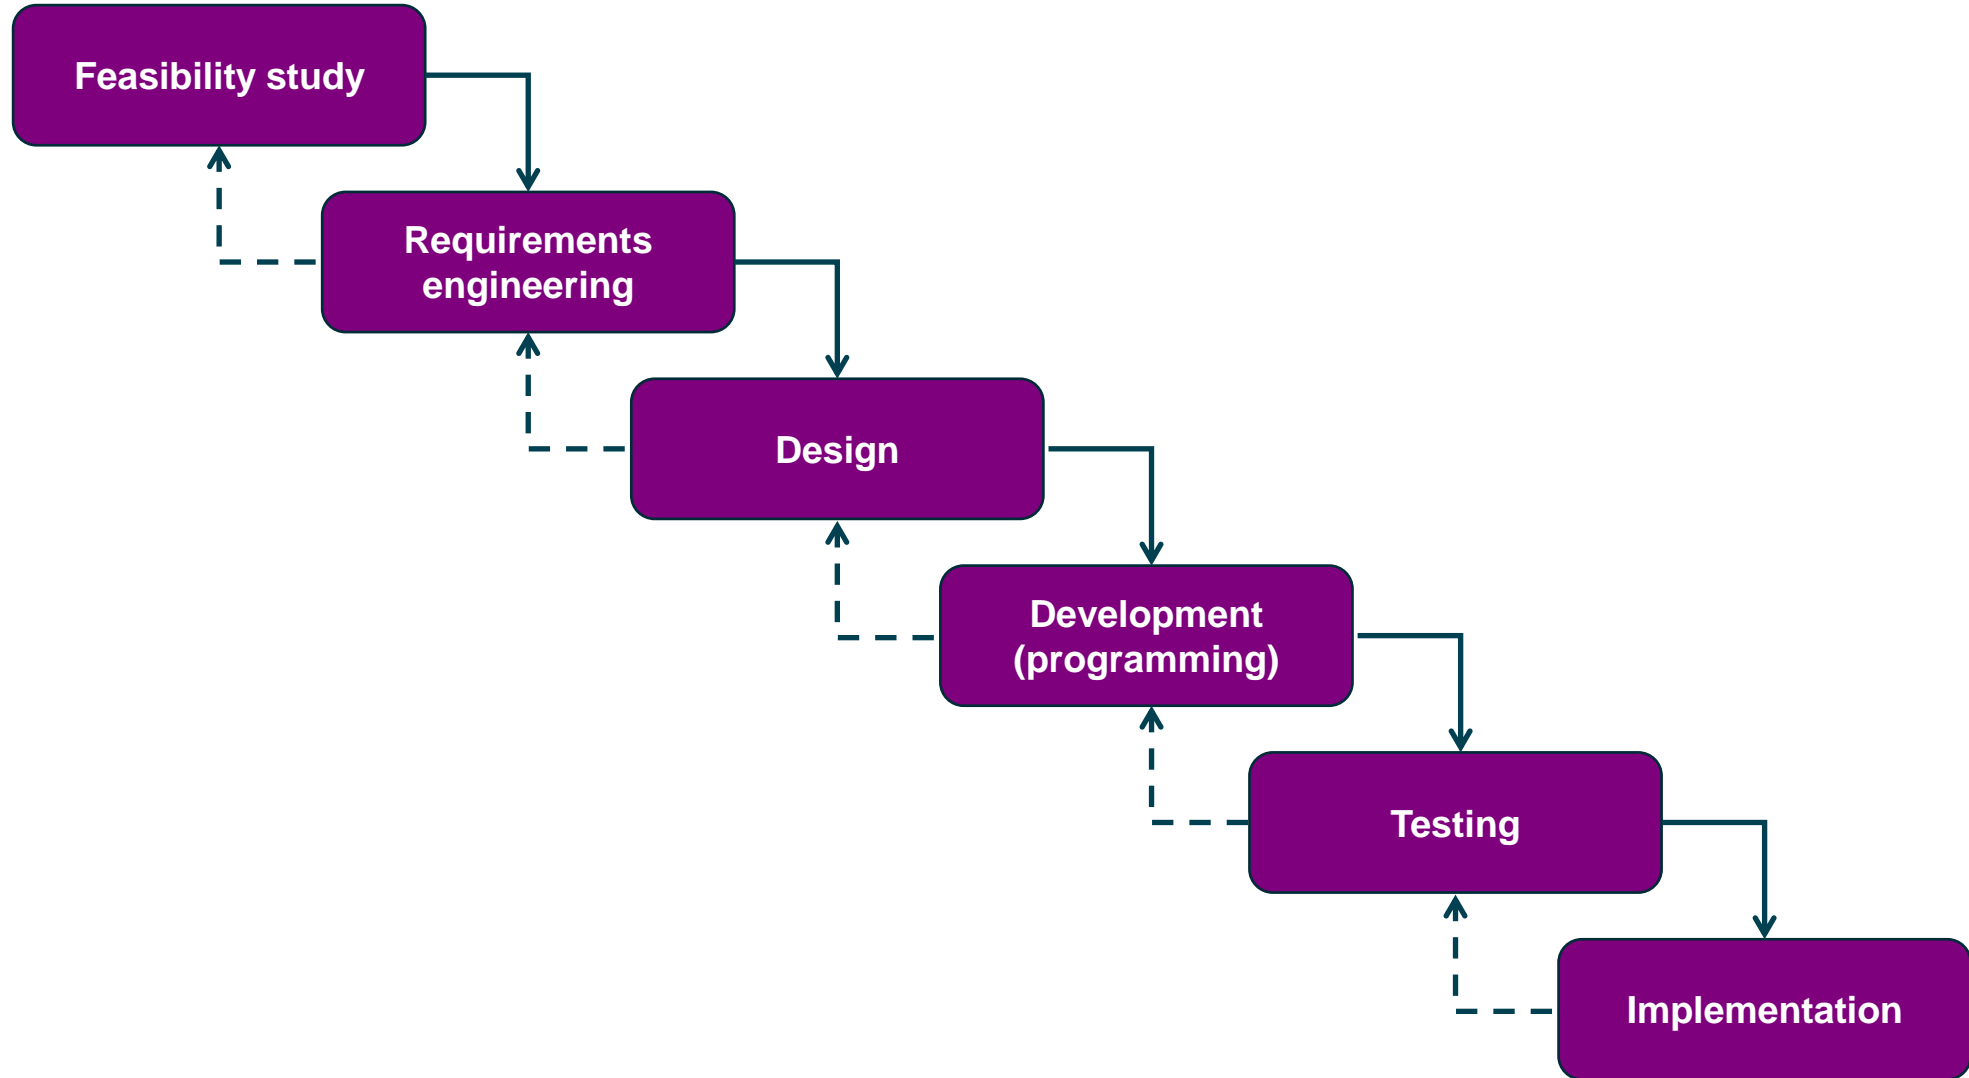 Feasibility study
Requirements
engineering
Design
Development
(programming)
Testing
Implementation